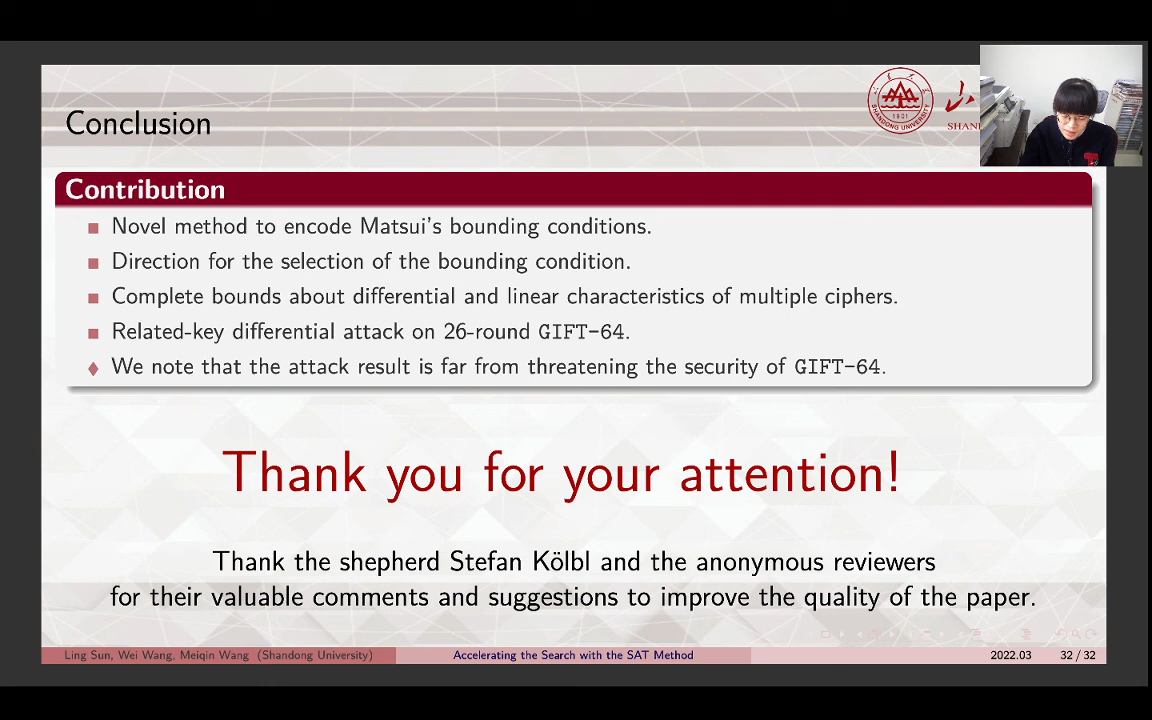 Conclusion
SHANDONG UNIVERSITY
1901
山
SHAN
Contribution
Novel method to encode Matsui's bounding conditions.
Direction for the selection of the bounding condition.
Complete bounds about differential and linear characteristics of multiple ciphers.
Related-key differential attack on 26-round GIFT-64.
We note that the attack result is far from threatening the security of GIFT-64.
Thank you for your attention!
Thank the shepherd Stefan Kölbl and the anonymous reviewers
for their valuable comments and suggestions to improve the quality of the paper.
Ling Sun, Wei Wang, Meiqin Wang (Shandong University) Accelerating the Search with the SAT Method 2022.03 32 / 32